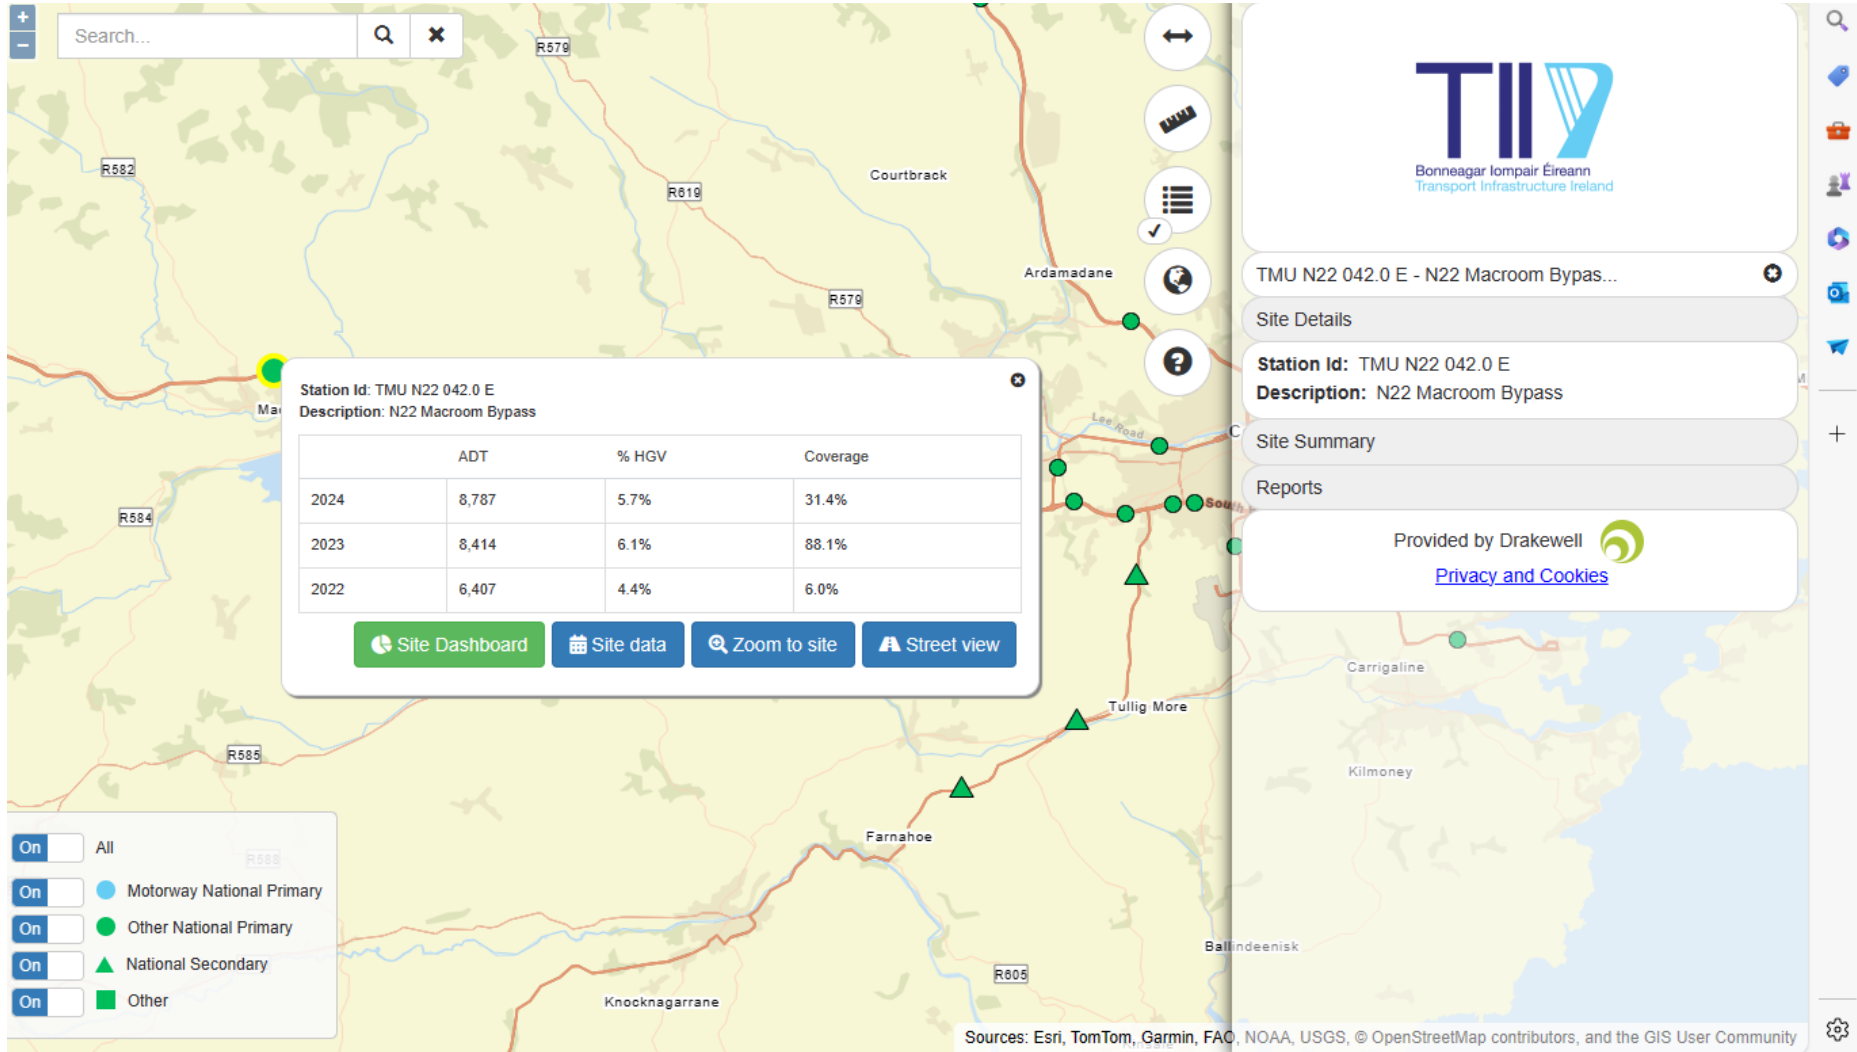 +
−
Search...
R579
R582
R619
Courtbrack
R579
Ardamadane
Lee Road
R584
South
Tullig More
R585
Farnahoe
R588
Knocknagarrane
R605
Ballindeenisk
Carrigaline
Kilmoney
Station Id: TMU N22 042.0 E
Description: N22 Macroom Bypass
ADT % HGV Coverage
2024 8,787 5.7% 31.4%
2023 8,414 6.1% 88.1%
2022 6,407 4.4% 6.0%
Site Dashboard Site data Zoom to site Street view
On All
On Motorway National Primary
On Other National Primary
On National Secondary
On Other
TII
Bonneagar Iompair Éireann
Transport Infrastructure Ireland
TMU N22 042.0 E - N22 Macroom Bypas...
Site Details
Station Id: TMU N22 042.0 E
Description: N22 Macroom Bypass
Site Summary
Reports
Provided by Drakewell
Privacy and Cookies
Sources: Esri, TomTom, Garmin, FAO, NOAA, USGS, © OpenStreetMap contributors, and the GIS User Community